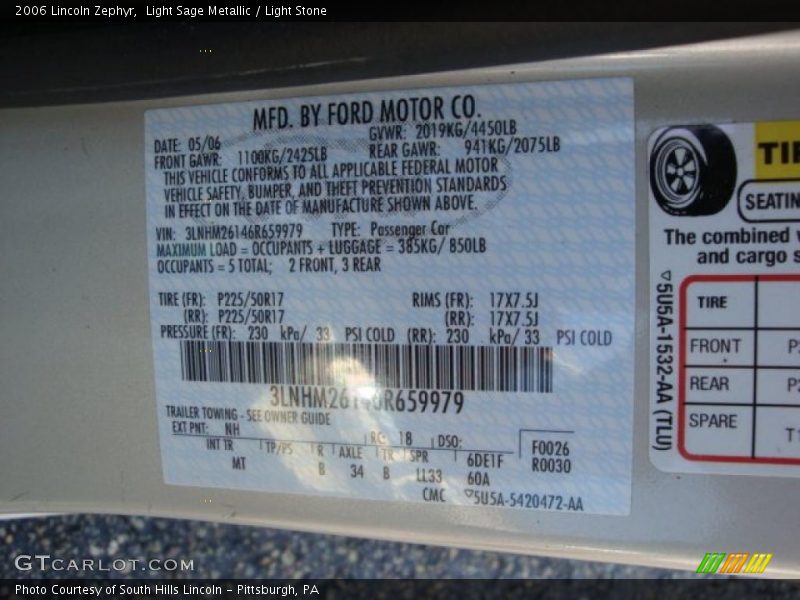 2006 Lincoln Zephyr, Light Sage Metallic / Light Stone
MFD. BY FORD MOTOR CO.
DATE: 05/06 GVWR: 2019KG/4450LB
FRONT GAWR: 1100KG/2425LB REAR GAWR: 941KG/2075LB
THIS VEHICLE CONFORMS TO ALL APPLICABLE FEDERAL MOTOR
VEHICLE SAFETY, BUMPER, AND THEFT PREVENTION STANDARDS
IN EFFECT ON THE DATE OF MANUFACTURE SHOWN ABOVE.
VIN: 3LNHM26146R659979 TYPE: Passenger Car
MAXIMUM LOAD = OCCUPANTS + LUGGAGE = 385KG/ 850LB
OCCUPANTS = 5 TOTAL; 2 FRONT, 3 REAR
TIRE (FR): P225/50R17 RIMS (FR): 17X7.5J
(RR): P225/50R17 (RR): 17X7.5J
PRESSURE (FR): 230 kPa/ 33 PSI COLD (RR): 230 kPa/ 33 PSI COLD
3LNHM26146R659979
TRAILER TOWING - SEE OWNER GUIDE
EXT PNT: NH RC: 18 DSO: F0026
INT TR TP/PS R AXLE TR SPR 6DE1F R0030
MT B 34 B LL33 60A
CMC ▽5U5A-5420472-AA
TIR
SEATIN
The combined
and cargo s
▽5U5A-1532-AA (TLU)
TIRE
FRONT P2
REAR P2
SPARE T1
GTCARLOT.COM
Photo Courtesy of South Hills Lincoln - Pittsburgh, PA